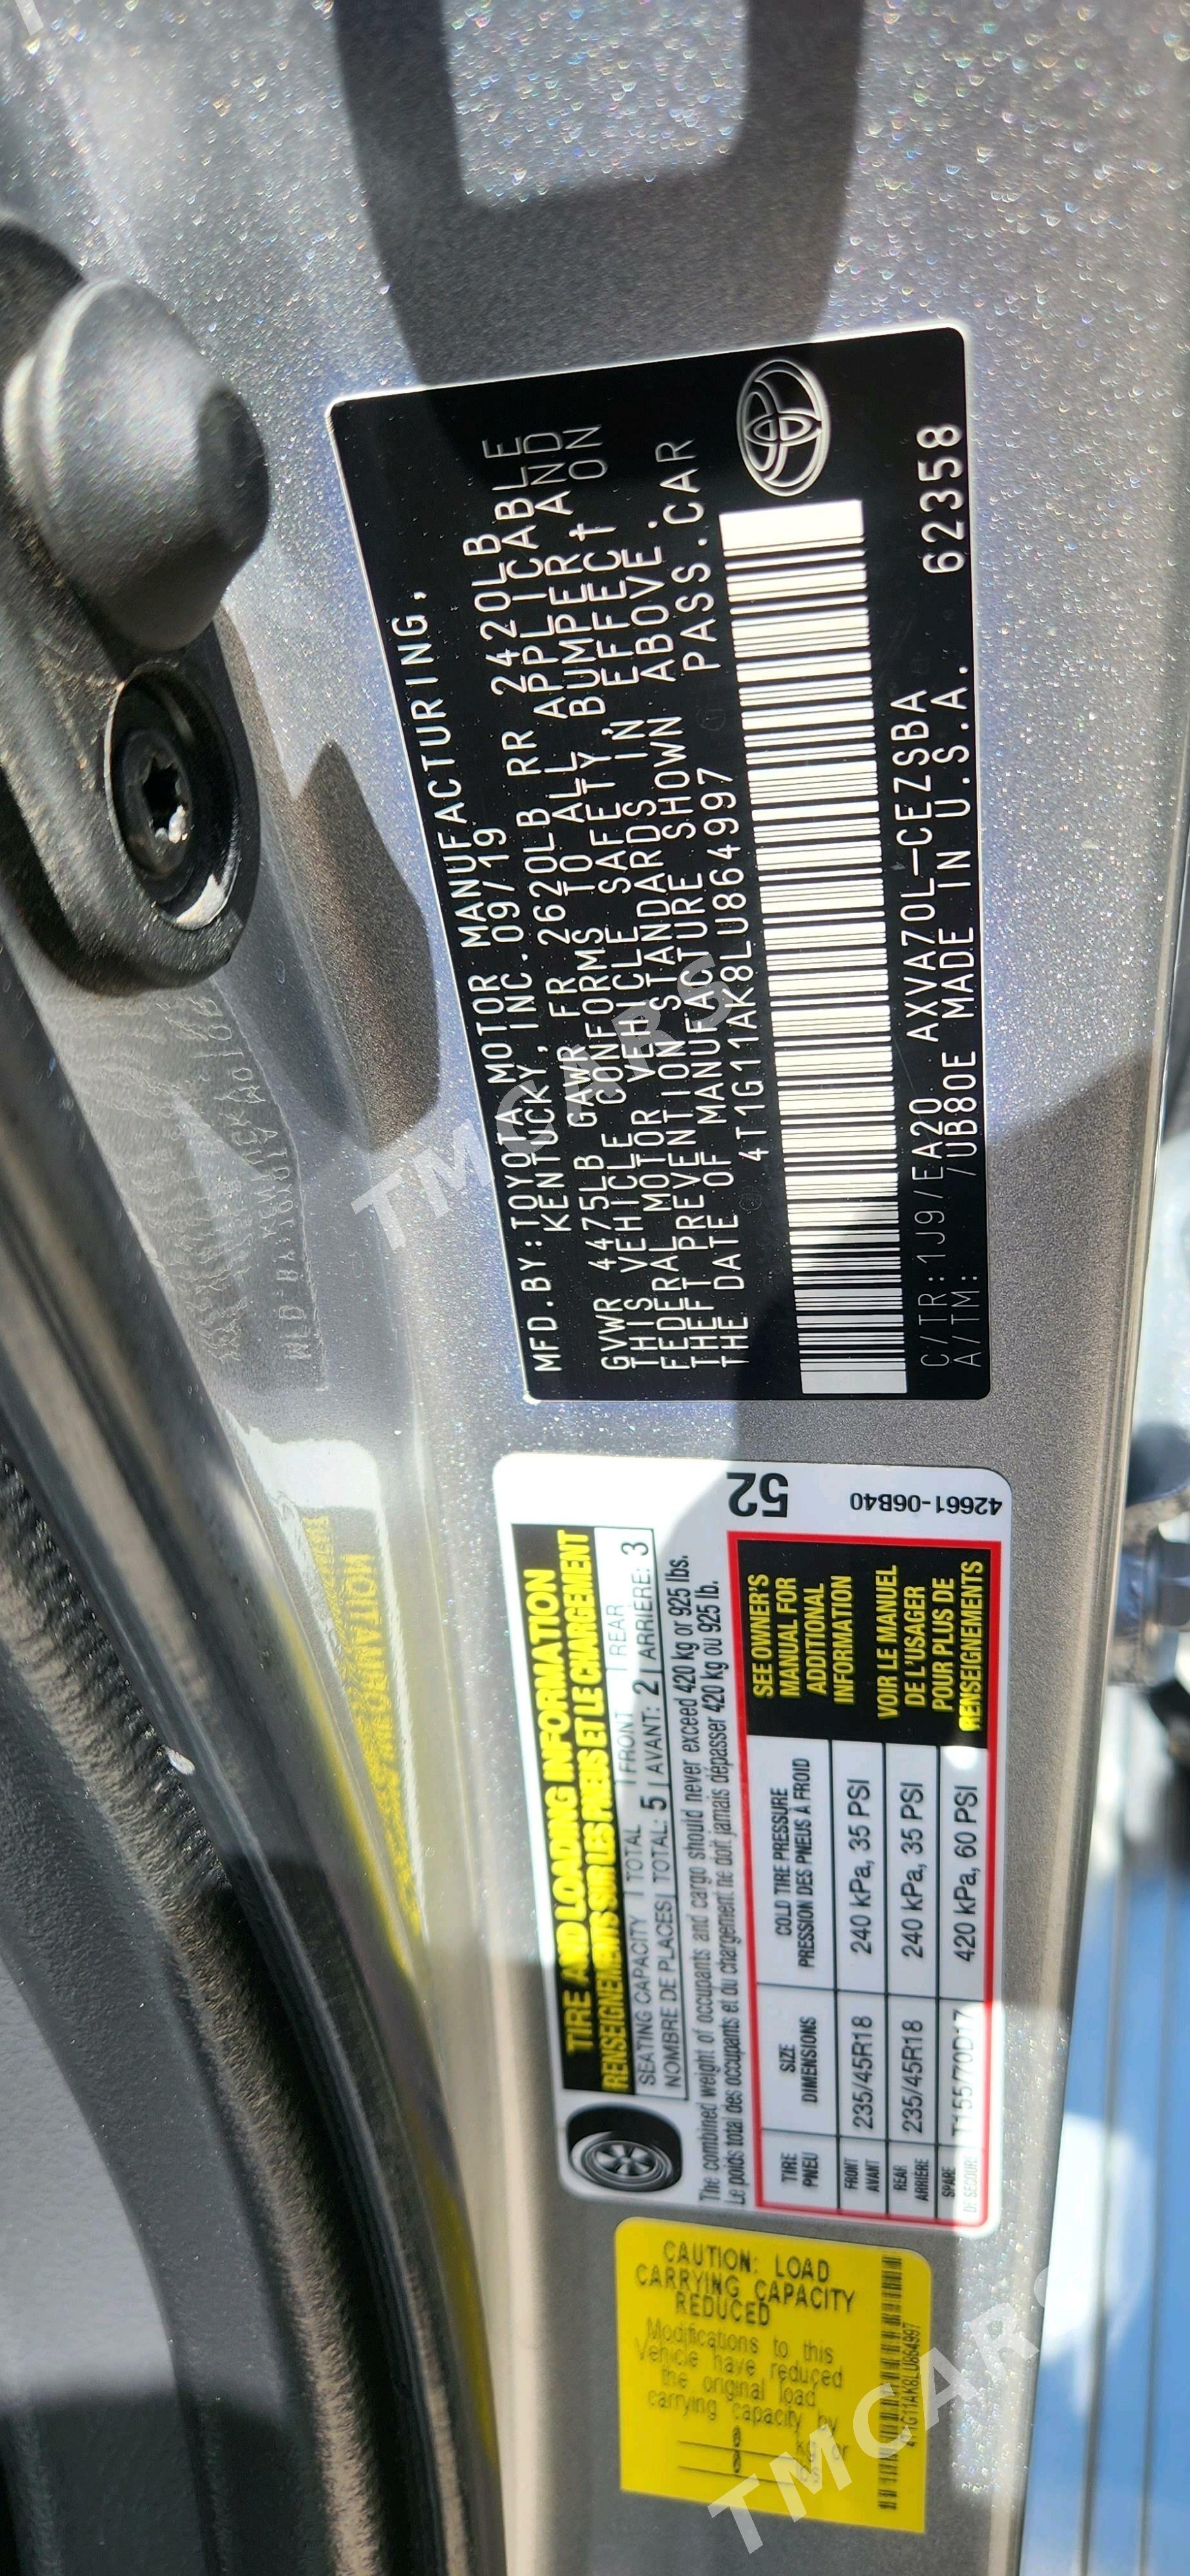 MFD.BY:TOYOTA MOTOR MANUFACTURING,
KENTUCKY,INC.09/19
GVWR 4475LB GAWR FR 2620LB RR 2420LB
THIS VEHICLE CONFORMS TO ALL APPLICABLE
FEDERAL MOTOR VEHICLE SAFETY,BUMPER AND
THEFT PREVENTION STANDARDS IN EFFECT ON
THE DATE OF MANUFACTURE SHOWN ABOVE.
4T1G11AK8LU864997 PASS.CAR
C/TR:1J9/EA20 AXVA70L-CEZSBA
A/TM: /UB80E MADE IN U.S.A. 62358
TIRE AND LOADING INFORMATION
RENSEIGNEMENTS SUR LES PNEUS ET LE CHARGEMENT
SEATING CAPACITY TOTAL FRONT REAR
NOMBRE DE PLACES TOTAL: 5 AVANT: 2 ARRIÈRE: 3
The combined weight of occupants and cargo should never exceed 420 kg or 925 lbs.
Le poids total des occupants et du chargement ne doit jamais dépasser 420 kg ou 925 lb.
52
42661-06B40
TIRE SIZE COLD TIRE PRESSURE
PNEU DIMENSIONS PRESSION DES PNEUS À FROID
FRONT
AVANT 235/45R18 240 kPa, 35 PSI
REAR
ARRIÈRE 235/45R18 240 kPa, 35 PSI
SPARE
DE SECOURS T155/70D17 420 kPa, 60 PSI
SEE OWNER'S
MANUAL FOR
ADDITIONAL
INFORMATION
VOIR LE MANUEL
DE L'USAGER
POUR PLUS DE
RENSEIGNEMENTS
CAUTION: LOAD
CARRYING CAPACITY
REDUCED
Modifications to this
vehicle have reduced
the original load
carrying capacity by
kg or
4T1G11AK8LU864997
TMCARS
TMCARS